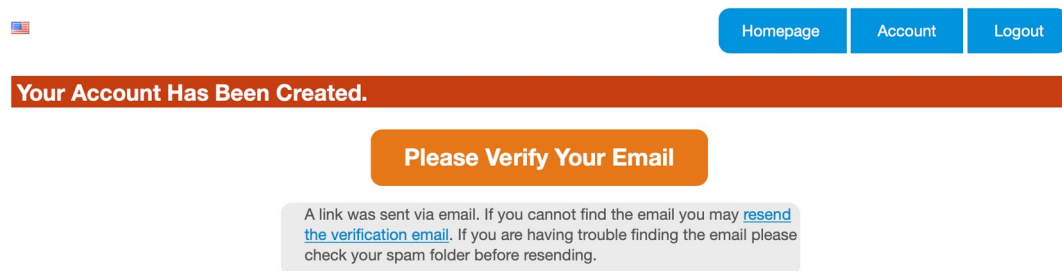 Homepage Account Logout
Your Account Has Been Created.
Please Verify Your Email
A link was sent via email. If you cannot find the email you may resend
the verification email. If you are having trouble finding the email please
check your spam folder before resending.